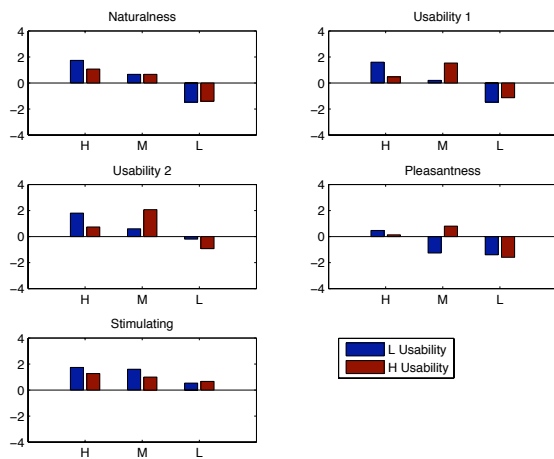 Naturalness
4
2
0
−2
−4
H M L
Usability 1
4
2
0
−2
−4
H M L
Usability 2
4
2
0
−2
−4
H M L
Pleasantness
4
2
0
−2
−4
H M L
Stimulating
4
2
0
−2
−4
H M L
L Usability
H Usability